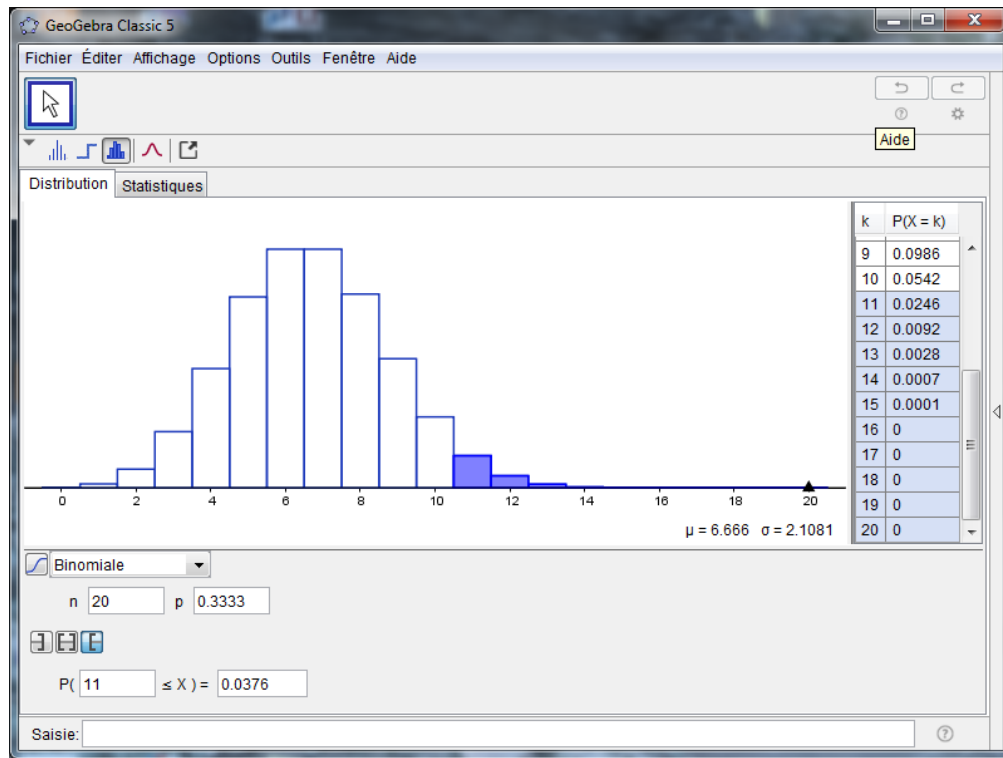 GeoGebra Classic 5
Fichier Éditer Affichage Options Outils Fenêtre Aide
Aide
Distribution Statistiques
k P(X = k)
9 0.0986
10 0.0542
11 0.0246
12 0.0092
13 0.0028
14 0.0007
15 0.0001
16 0
17 0
18 0
19 0
20 0
0 2 4 6 8 10 12 14 16 18 20
μ = 6.666 σ = 2.1081
Binomiale
n 20 p 0.3333
P( 11 ≤ X ) = 0.0376
Saisie: